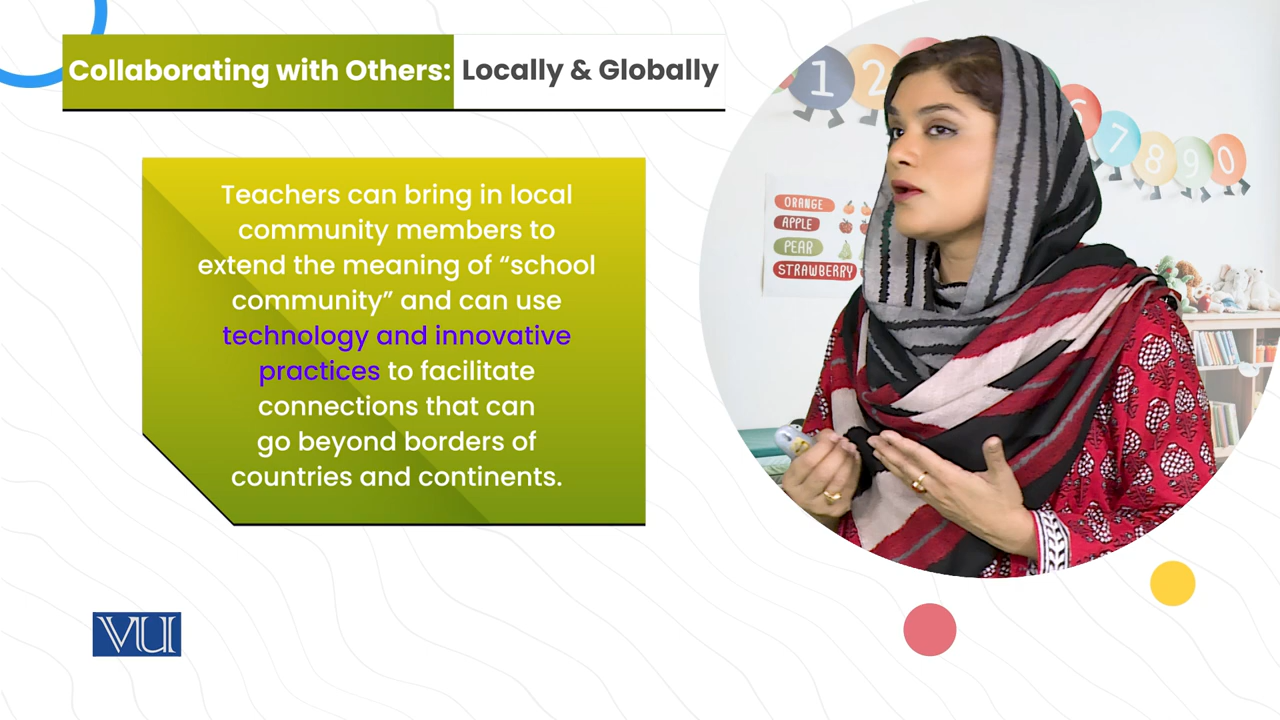 Collaborating with Others: Locally & Globally
Teachers can bring in local
community members to
extend the meaning of “school
community” and can use
technology and innovative
practices to facilitate
connections that can
go beyond borders of
countries and continents.
1 2
6 7 8 9 0
ORANGE
APPLE
PEAR
STRAWBERRY
VU